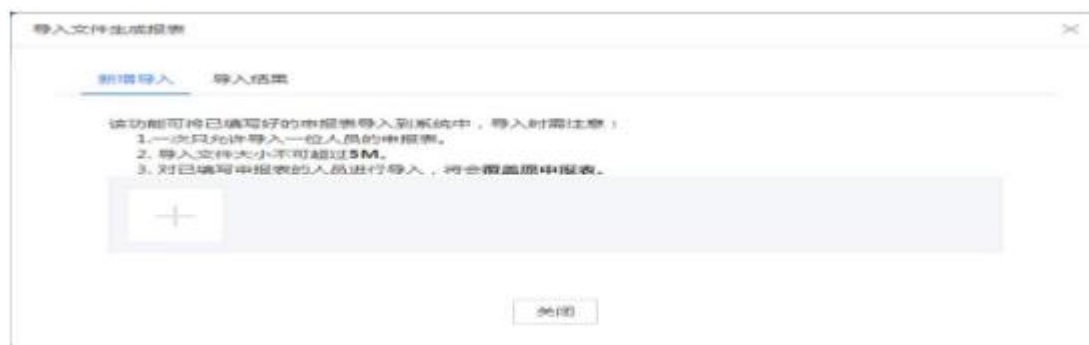 导入文件生成报表
新增导入 导入结果
该功能可将已填写好的申报表导入到系统中，导入时需注意：
1.一次只允许导入一位人员的申报表。
2. 导入文件大小不可超过5M。
3. 对已填写申报表的人员进行导入，将会覆盖原申报表。
关闭